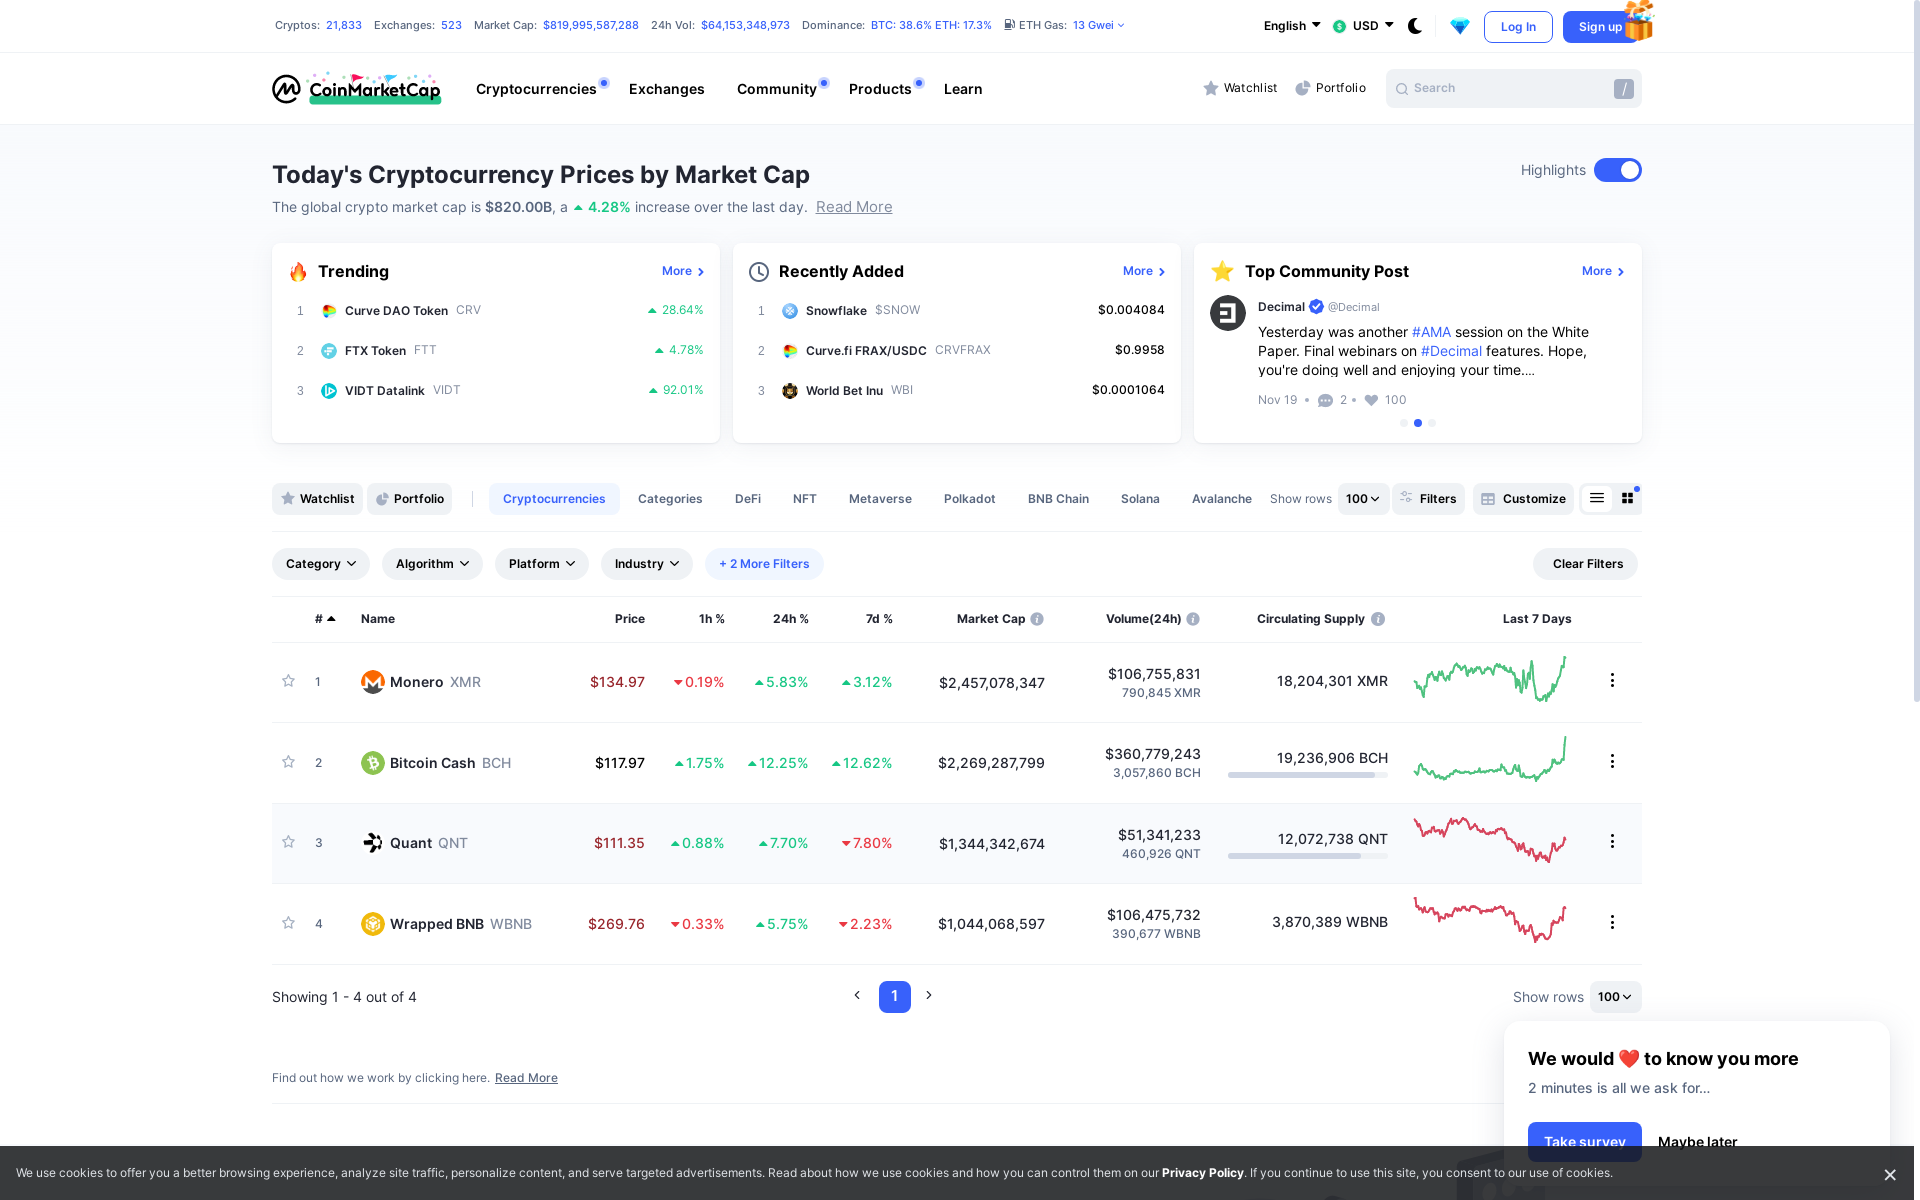 Cryptos: 21,833 Exchanges: 523 Market Cap: $819,995,587,288 24h Vol: $64,153,348,973 Dominance: BTC: 38.6% ETH: 17.3% ETH Gas: 13 Gwei
English USD Log In Sign up
CoinMarketCap Cryptocurrencies Exchanges Community Products Learn Watchlist Portfolio Search /
Today's Cryptocurrency Prices by Market Cap
Highlights
The global crypto market cap is $820.00B, a 4.28% increase over the last day. Read More
Trending More
1 Curve DAO Token CRV 28.64%
2 FTX Token FTT 4.78%
3 VIDT Datalink VIDT 92.01%
Recently Added More
1 Snowflake $SNOW $0.004084
2 Curve.fi FRAX/USDC CRVFRAX $0.9958
3 World Bet Inu WBI $0.0001064
Top Community Post More
Decimal @Decimal
Yesterday was another #AMA session on the White
Paper. Final webinars on #Decimal features. Hope,
you're doing well and enjoying your time....
Nov 19 • 2 • 100
Watchlist Portfolio Cryptocurrencies Categories DeFi NFT Metaverse Polkadot BNB Chain Solana Avalanche Show rows 100 Filters Customize
Category Algorithm Platform Industry + 2 More Filters Clear Filters
# Name Price 1h % 24h % 7d % Market Cap Volume(24h) Circulating Supply Last 7 Days
1 Monero XMR $134.97 0.19% 5.83% 3.12% $2,457,078,347 $106,755,831 18,204,301 XMR
790,845 XMR
2 Bitcoin Cash BCH $117.97 1.75% 12.25% 12.62% $2,269,287,799 $360,779,243 19,236,906 BCH
3,057,860 BCH
3 Quant QNT $111.35 0.88% 7.70% 7.80% $1,344,342,674 $51,341,233 12,072,738 QNT
460,926 QNT
4 Wrapped BNB WBNB $269.76 0.33% 5.75% 2.23% $1,044,068,597 $106,475,732 3,870,389 WBNB
390,677 WBNB
Showing 1 - 4 out of 4 1 Show rows 100
We would ❤️ to know you more
2 minutes is all we ask for...
Take survey Maybe later
Find out how we work by clicking here. Read More
We use cookies to offer you a better browsing experience, analyze site traffic, personalize content, and serve targeted advertisements. Read about how we use cookies and how you can control them on our Privacy Policy. If you continue to use this site, you consent to our use of cookies.